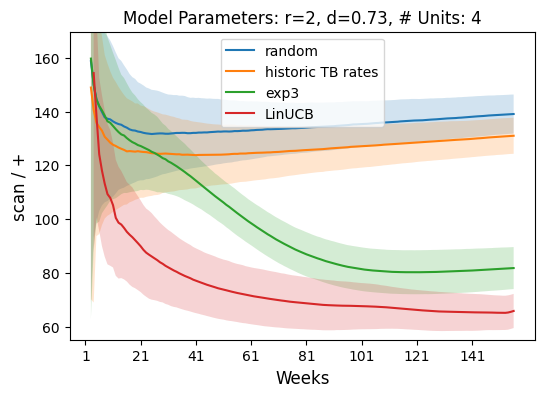 Model Parameters: r=2, d=0.73, # Units: 4
random
historic TB rates
exp3
LinUCB
scan / +
160
140
120
100
80
60
1 21 41 61 81 101 121 141
Weeks